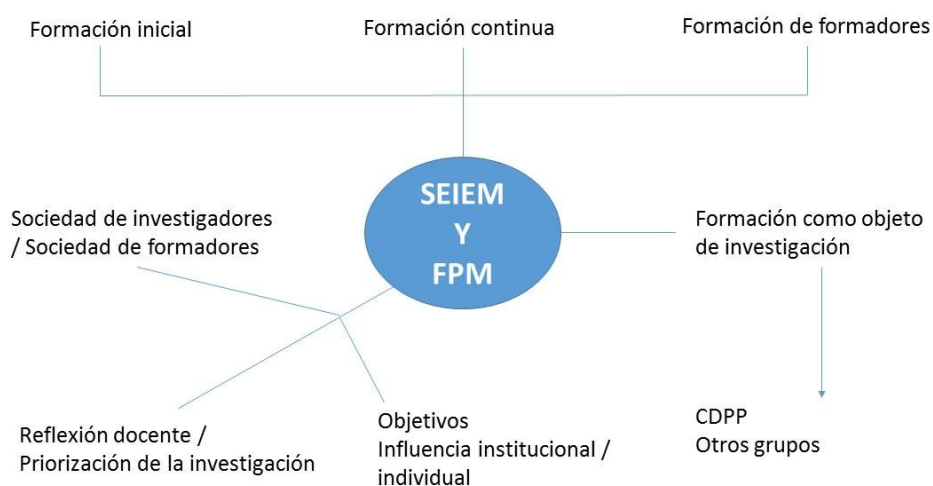 Formación inicial
Formación continua
Formación de formadores
SEIEM
Y
FPM
Sociedad de investigadores
/ Sociedad de formadores
Formación como objeto
de investigación
Reflexión docente /
Priorización de la investigación
Objetivos
Influencia institucional /
individual
CDPP
Otros grupos